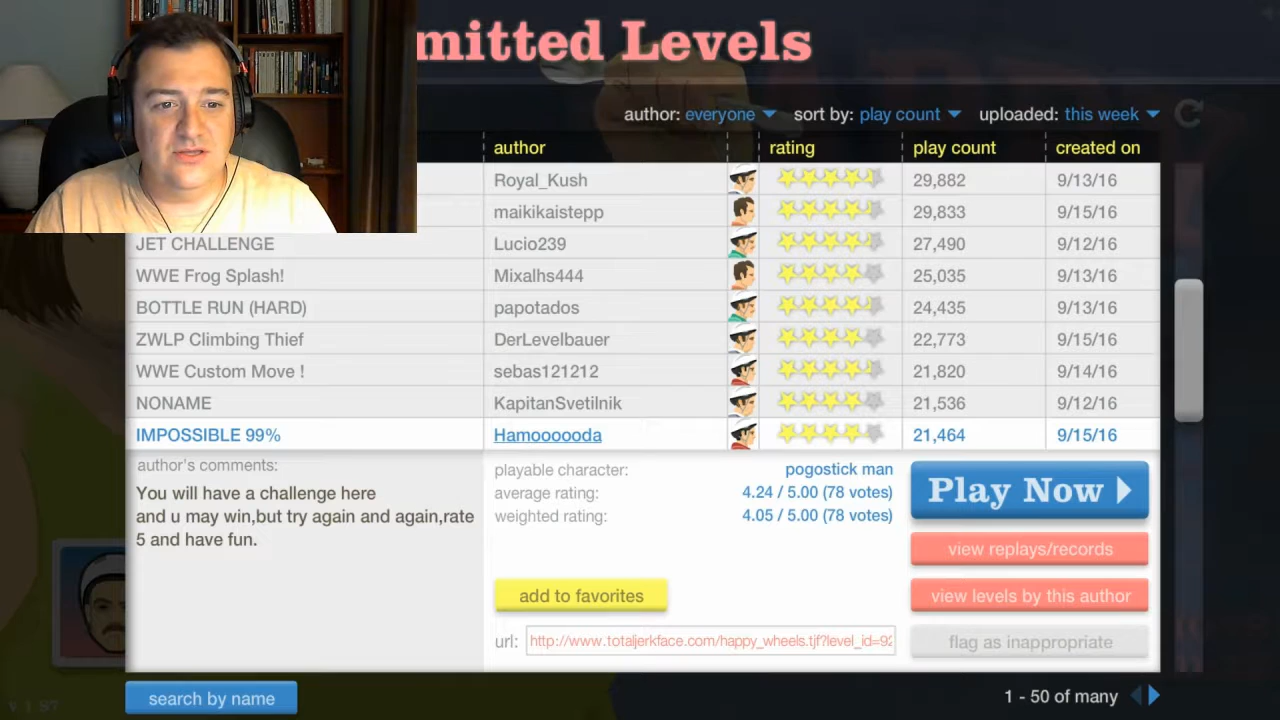 mitted Levels
author: everyone sort by: play count uploaded: this week
author rating play count created on
Royal_Kush 29,882 9/13/16
maikikaistepp 29,833 9/15/16
JET CHALLENGE Lucio239 27,490 9/12/16
WWE Frog Splash! Mixalhs444 25,035 9/13/16
BOTTLE RUN (HARD) papotados 24,435 9/13/16
ZWLP Climbing Thief DerLevelbauer 22,773 9/15/16
WWE Custom Move ! sebas121212 21,820 9/14/16
NONAME KapitanSvetilnik 21,536 9/12/16
IMPOSSIBLE 99% Hamoooooda 21,464 9/15/16
author's comments:
You will have a challenge here
and u may win,but try again and again,rate
5 and have fun.
playable character: pogostick man
average rating: 4.24 / 5.00 (78 votes)
weighted rating: 4.05 / 5.00 (78 votes)
Play Now
view replays/records
add to favorites
view levels by this author
url: http://www.totaljerkface.com/happy_wheels.tjf?level_id=92
flag as inappropriate
search by name
1 - 50 of many